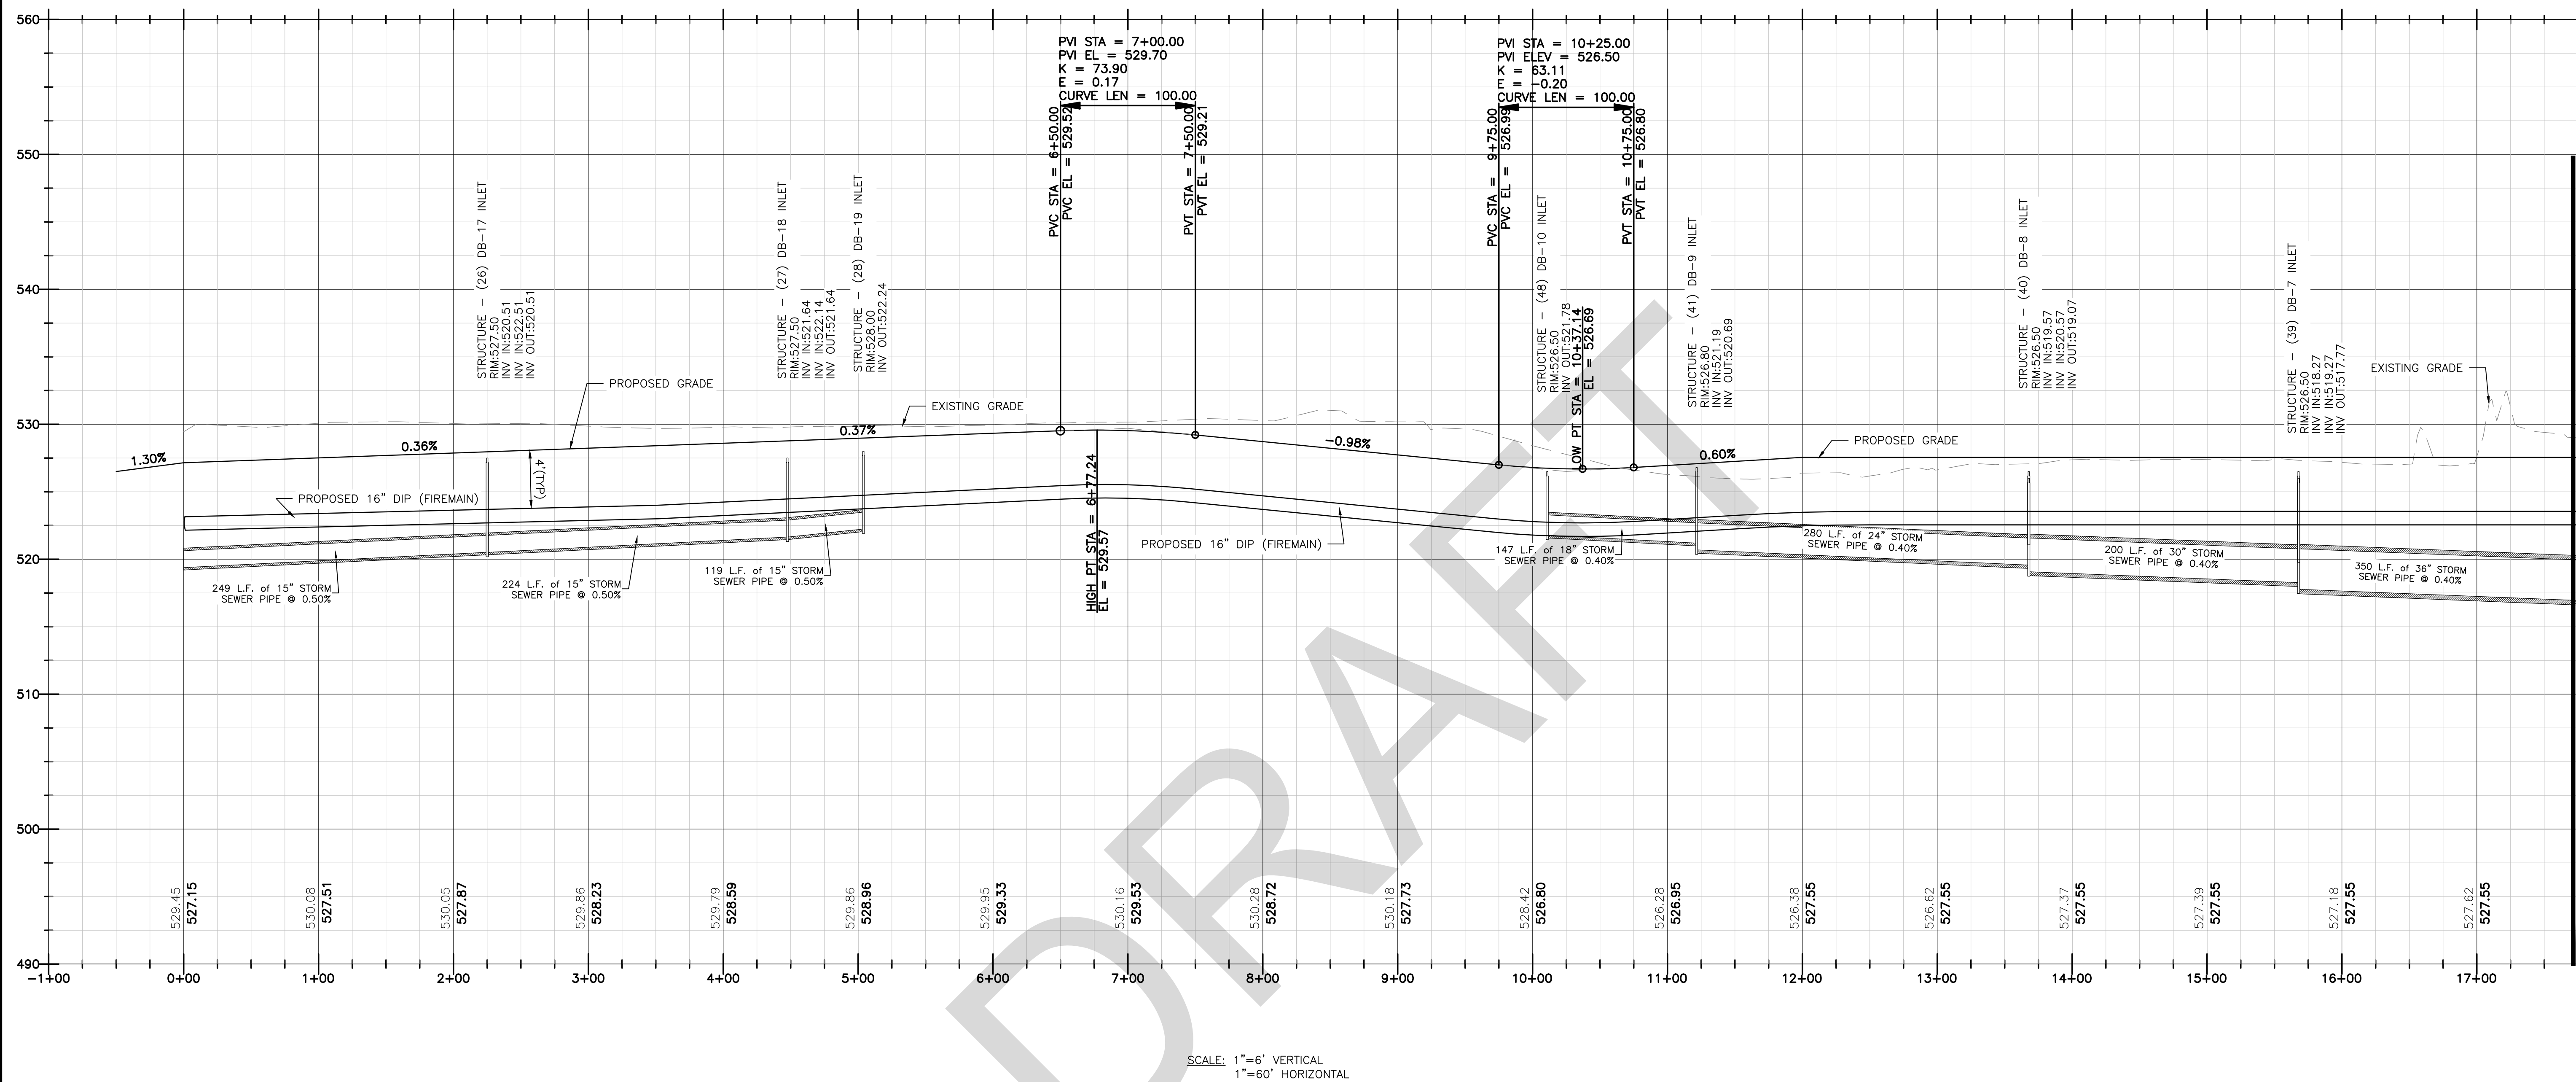 560
550
540
530
520
510
500
490
PVI STA = 7+00.00
PVI EL = 529.70
K = 73.90
E = 0.17
CURVE LEN = 100.00
PVC STA = 6+50.00
PVC EL = 529.52
PVT STA = 7+50.00
PVT EL = 529.21
PVI STA = 10+25.00
PVI ELEV = 526.50
K = 63.11
E = -0.20
CURVE LEN = 100.00
PVC STA = 9+75.00
PVC EL = 526.99
PVT STA = 10+75.00
PVT EL = 526.80
STRUCTURE - (26) DB-17 INLET
RIM:527.50
INV IN:520.51
INV IN:522.51
INV OUT:520.51
STRUCTURE - (27) DB-18 INLET
RIM:527.50
INV IN:521.64
INV IN:522.14
INV OUT:521.64
STRUCTURE - (28) DB-19 INLET
RIM:528.00
INV OUT:522.24
STRUCTURE - (48) DB-10 INLET
RIM:526.50
INV OUT:521.78
LOW PT STA = 10+37.14
EL = 526.69
STRUCTURE - (41) DB-9 INLET
RIM:526.80
INV IN:521.19
INV OUT:520.69
STRUCTURE - (40) DB-8 INLET
RIM:526.50
INV IN:519.57
INV IN:520.57
INV OUT:519.07
STRUCTURE - (39) DB-7 INLET
RIM:526.50
INV IN:518.27
INV IN:519.27
INV OUT:517.77
EXISTING GRADE
PROPOSED GRADE
EXISTING GRADE
PROPOSED GRADE
1.30%
0.36%
0.37%
-0.98%
0.60%
4'(TYP)
PROPOSED 16" DIP (FIREMAIN)
PROPOSED 16" DIP (FIREMAIN)
HIGH PT STA = 6+77.24
EL = 529.57
249 L.F. of 15" STORM
SEWER PIPE @ 0.50%
224 L.F. of 15" STORM
SEWER PIPE @ 0.50%
119 L.F. of 15" STORM
SEWER PIPE @ 0.50%
147 L.F. of 18" STORM
SEWER PIPE @ 0.40%
280 L.F. of 24" STORM
SEWER PIPE @ 0.40%
200 L.F. of 30" STORM
SEWER PIPE @ 0.40%
350 L.F. of 36" STORM
SEWER PIPE @ 0.40%
DRAFT
529.45
527.15
530.08
527.51
530.05
527.87
529.86
528.23
529.79
528.59
529.86
528.96
529.95
529.33
530.16
529.53
530.28
528.72
530.18
527.73
528.42
526.80
526.28
526.95
526.38
527.55
526.62
527.55
527.37
527.55
527.39
527.55
527.18
527.55
527.62
527.55
-1+00 0+00 1+00 2+00 3+00 4+00 5+00 6+00 7+00 8+00 9+00 10+00 11+00 12+00 13+00 14+00 15+00 16+00 17+00
SCALE: 1"=6' VERTICAL
1"=60' HORIZONTAL